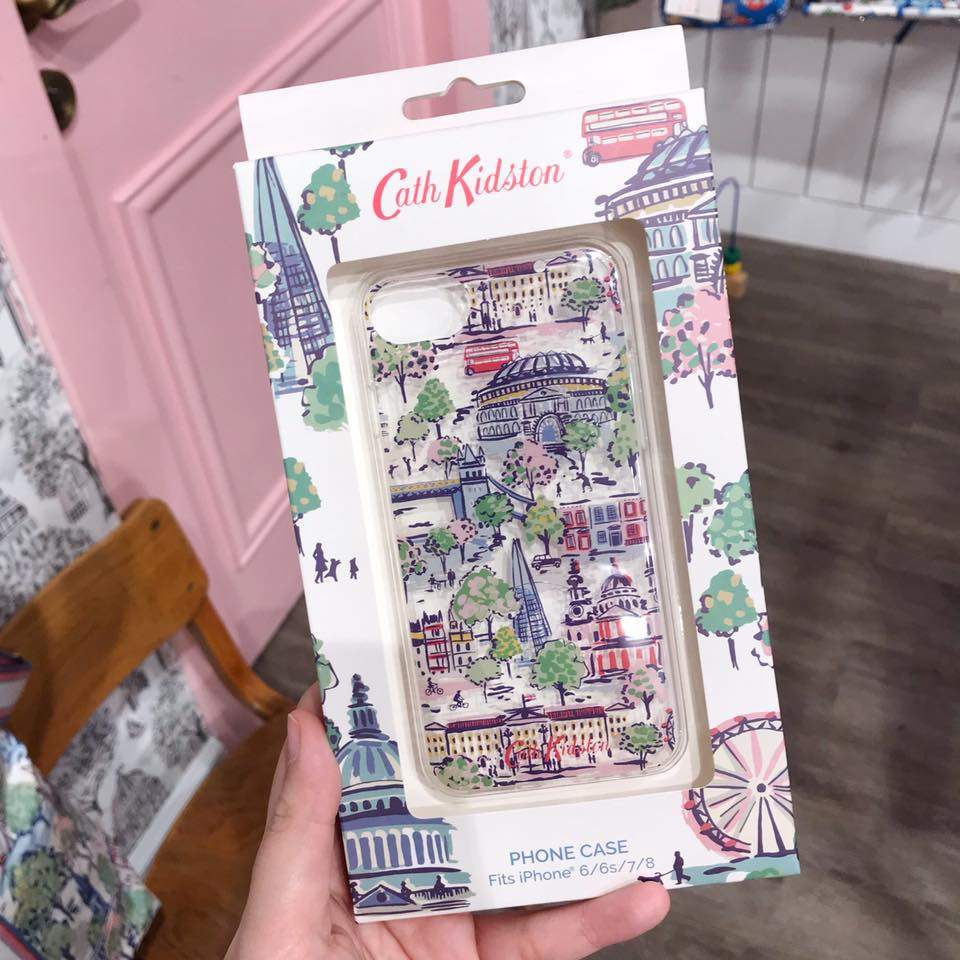 Cath Kidston®
Cath Kidston
PHONE CASE
Fits iPhone® 6/6s/7/8